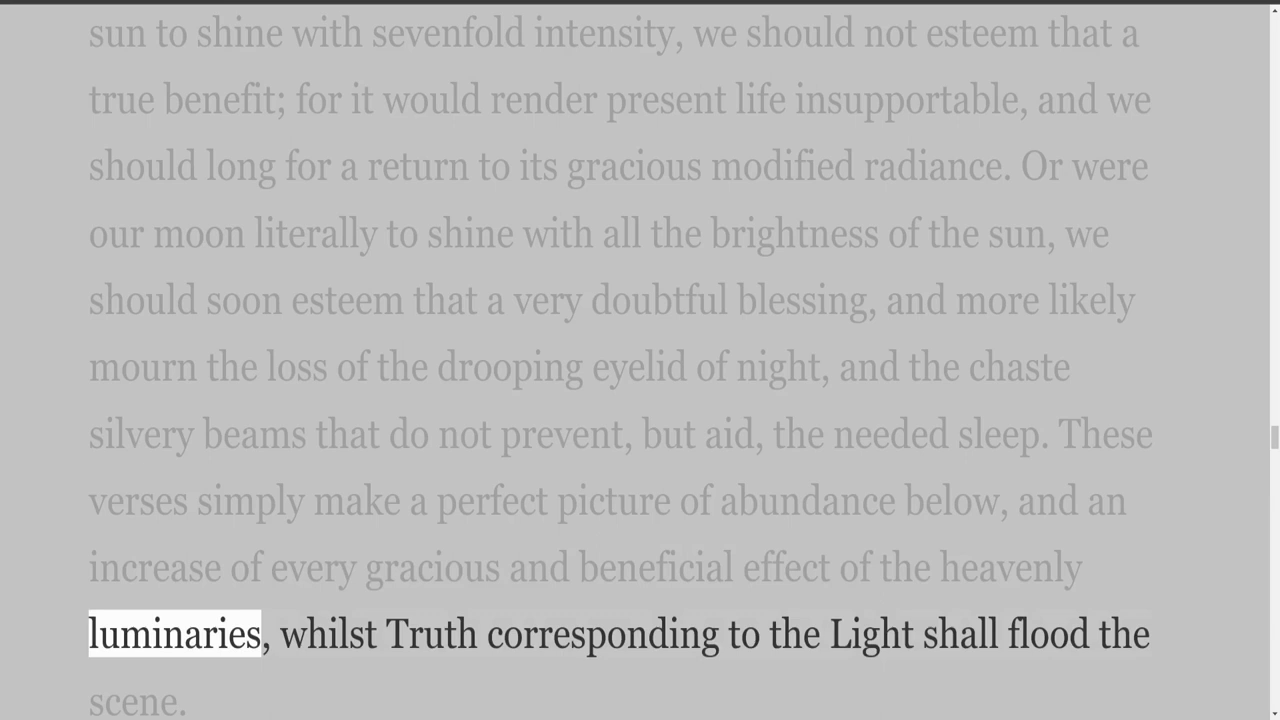 sun to shine with sevenfold intensity, we should not esteem that a
true benefit; for it would render present life insupportable, and we
should long for a return to its gracious modified radiance. Or were
our moon literally to shine with all the brightness of the sun, we
should soon esteem that a very doubtful blessing, and more likely
mourn the loss of the drooping eyelid of night, and the chaste
silvery beams that do not prevent, but aid, the needed sleep. These
verses simply make a perfect picture of abundance below, and an
increase of every gracious and beneficial effect of the heavenly
luminaries, whilst Truth corresponding to the Light shall flood the
scene.